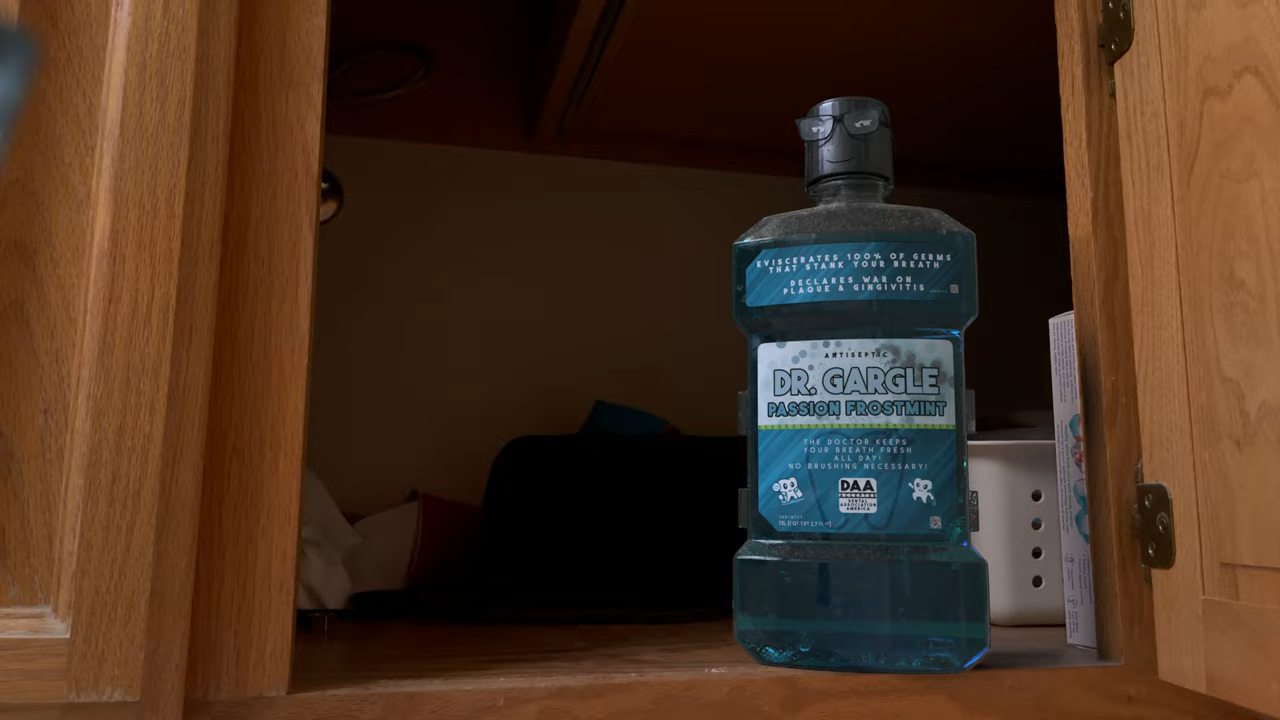 EVISCERATES 100% OF GERMS
THAT STANK YOUR BREATH
DECLARES WAR ON
PLAQUE & GINGIVITIS
ANTISEPTIC
DR. GARGLE
PASSION FROSTMINT
THE DOCTOR KEEPS
YOUR BREATH FRESH
ALL DAY!
NO BRUSHING NECESSARY!
DAA
DENTAL
ASSOCIATION
AMERICA